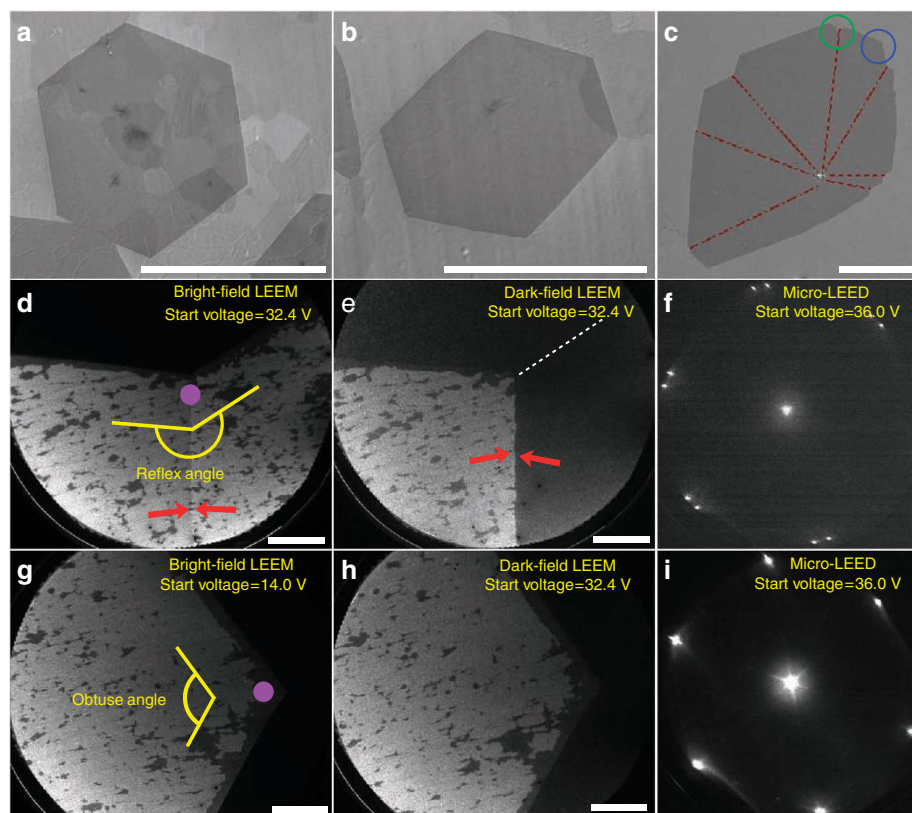 a
b
c
d
Bright-field LEEM
Start voltage=32.4 V
Reflex angle
e
Dark-field LEEM
Start voltage=32.4 V
f
Micro-LEED
Start voltage=36.0 V
g
Bright-field LEEM
Start voltage=14.0 V
Obtuse angle
h
Dark-field LEEM
Start voltage=32.4 V
i
Micro-LEED
Start voltage=36.0 V